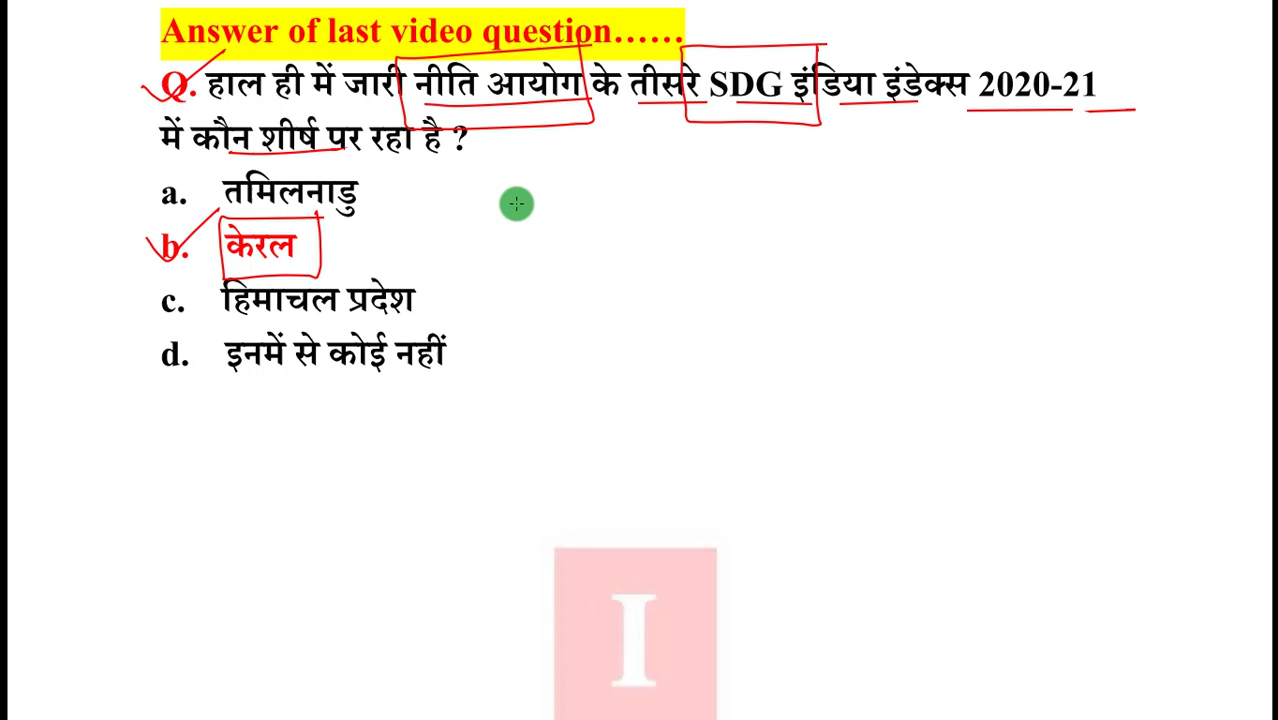 Answer of last video question……
Q. हाल ही में जारी नीति आयोग के तीसरे SDG इंडिया इंडेक्स 2020-21
में कौन शीर्ष पर रहा है ?
a. तमिलनाडु
b. केरल
c. हिमाचल प्रदेश
d. इनमें से कोई नहीं
I